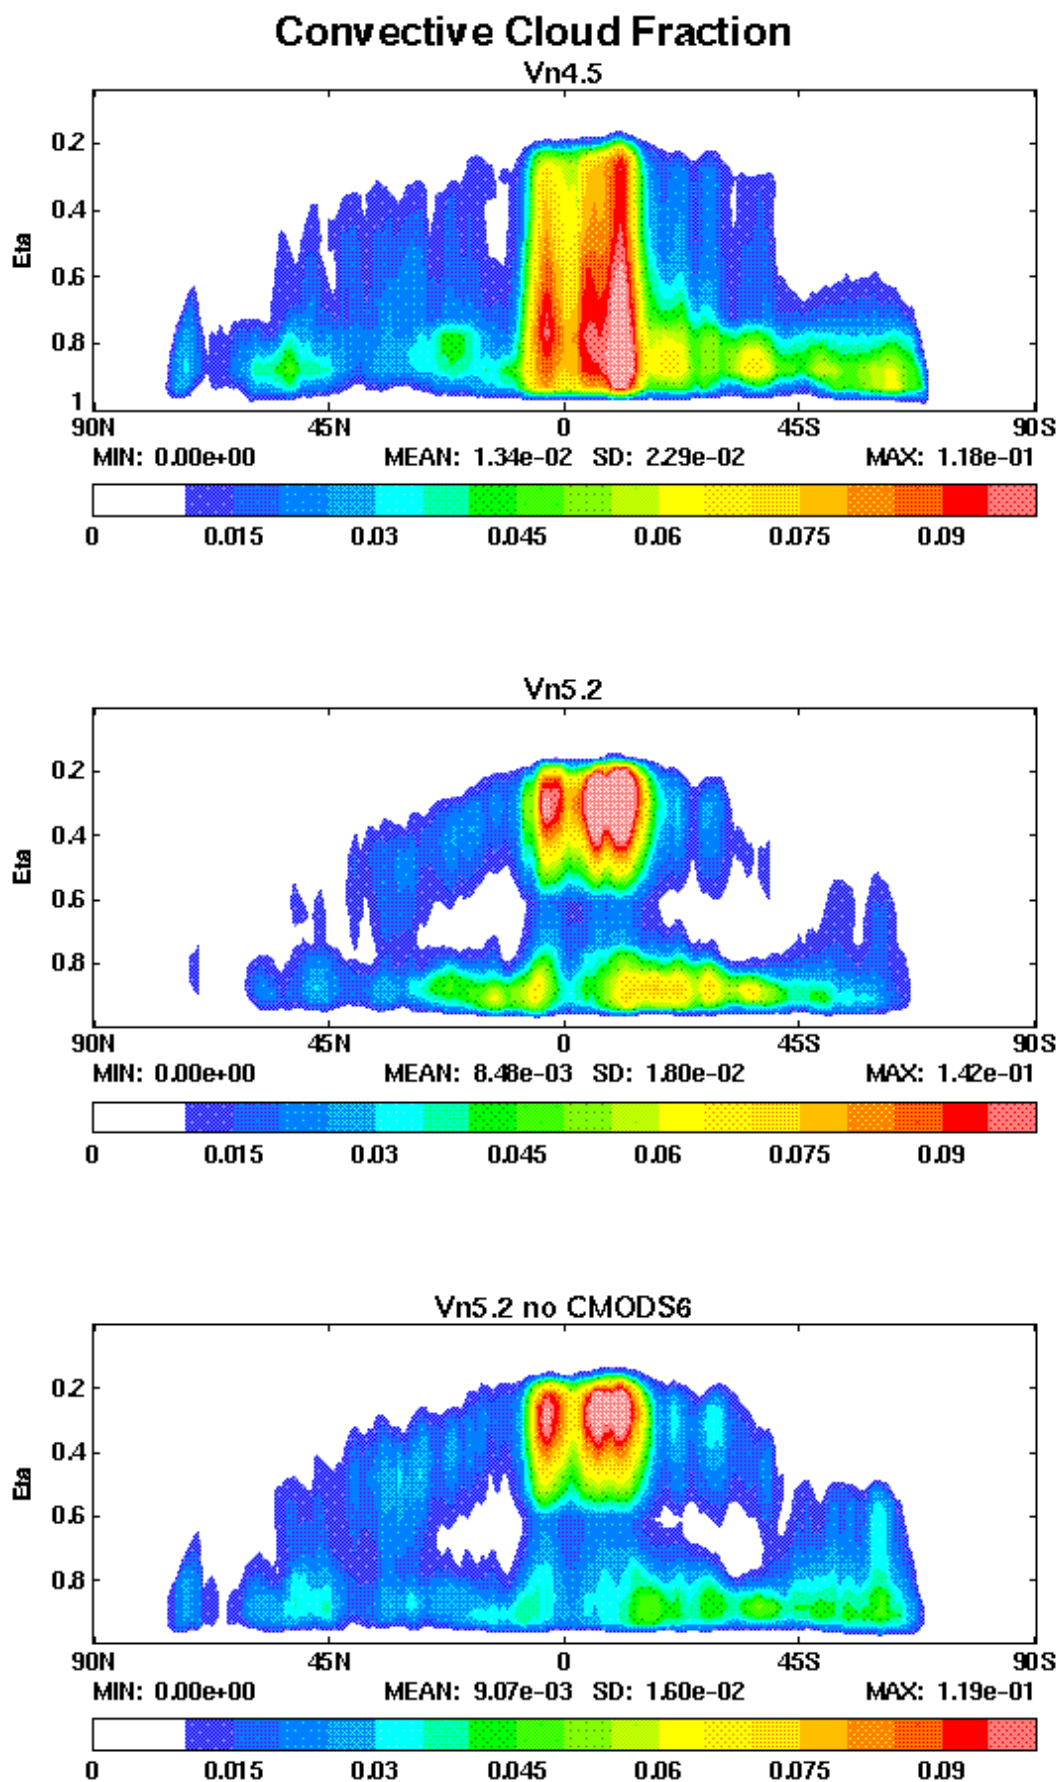 Convective Cloud Fraction
Vn4.5
0.2
0.4
Eta
0.6
0.8
1
90N 45N 0 45S 90S
MIN: 0.00e+00 MEAN: 1.34e-02 SD: 2.29e-02 MAX: 1.18e-01
0 0.015 0.03 0.045 0.06 0.075 0.09
Vn5.2
0.2
0.4
Eta
0.6
0.8
90N 45N 0 45S 90S
MIN: 0.00e+00 MEAN: 8.48e-03 SD: 1.80e-02 MAX: 1.42e-01
0 0.015 0.03 0.045 0.06 0.075 0.09
Vn5.2 no CMODS6
0.2
0.4
Eta
0.6
0.8
90N 45N 0 45S 90S
MIN: 0.00e+00 MEAN: 9.07e-03 SD: 1.60e-02 MAX: 1.19e-01
0 0.015 0.03 0.045 0.06 0.075 0.09